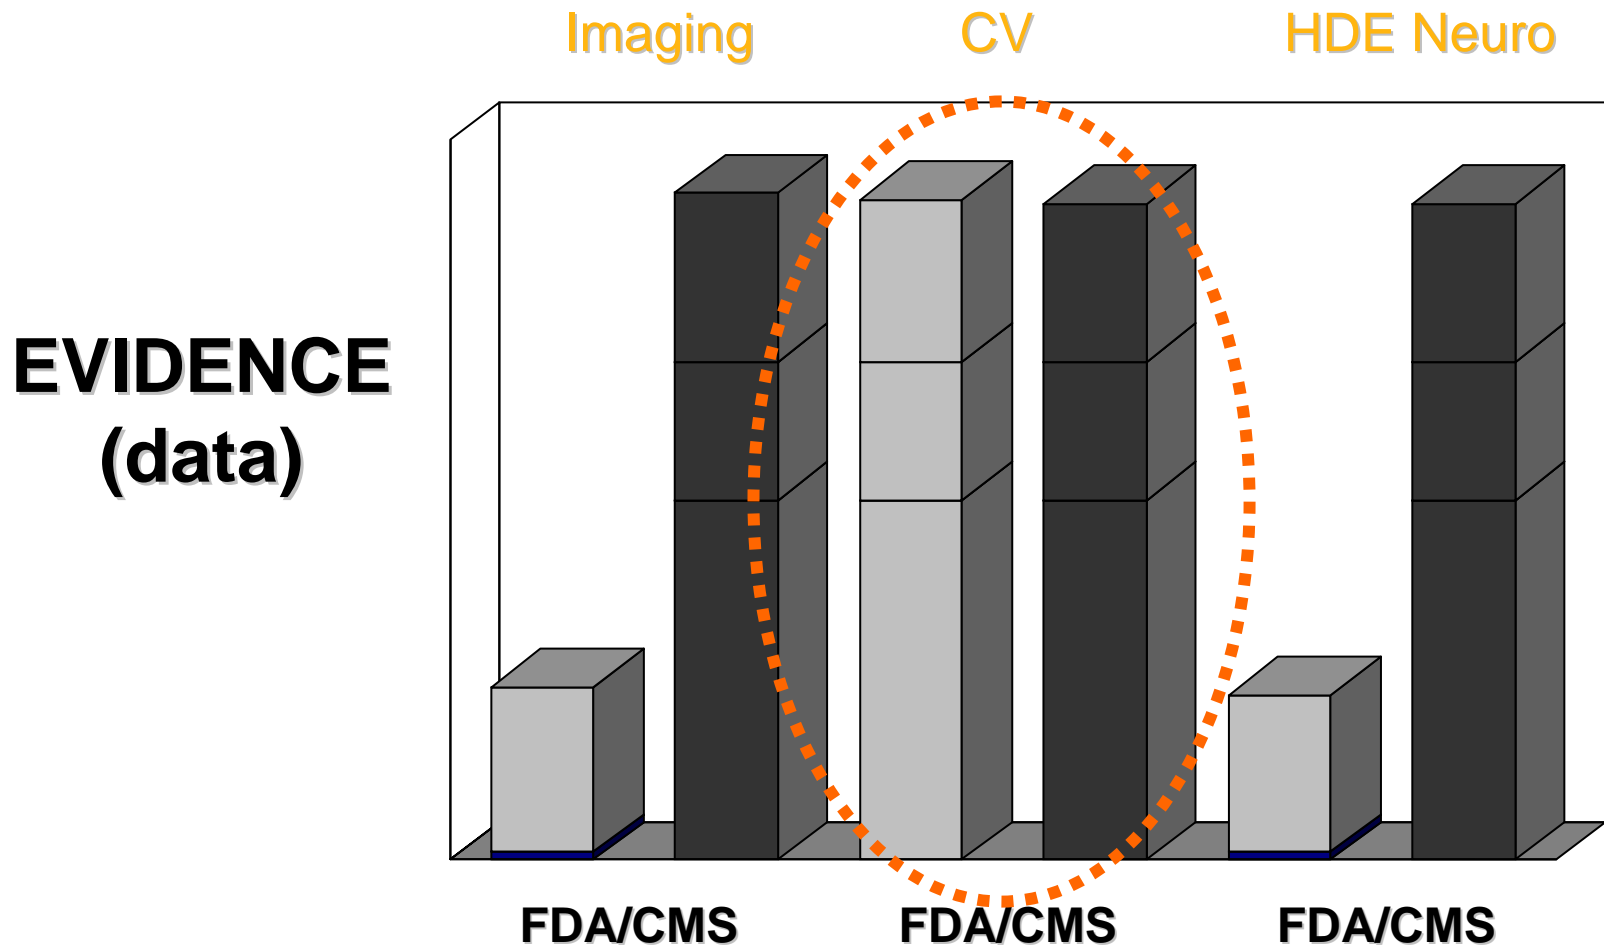 Imaging
CV
HDE Neuro
EVIDENCE
(data)
FDA/CMS
FDA/CMS
FDA/CMS